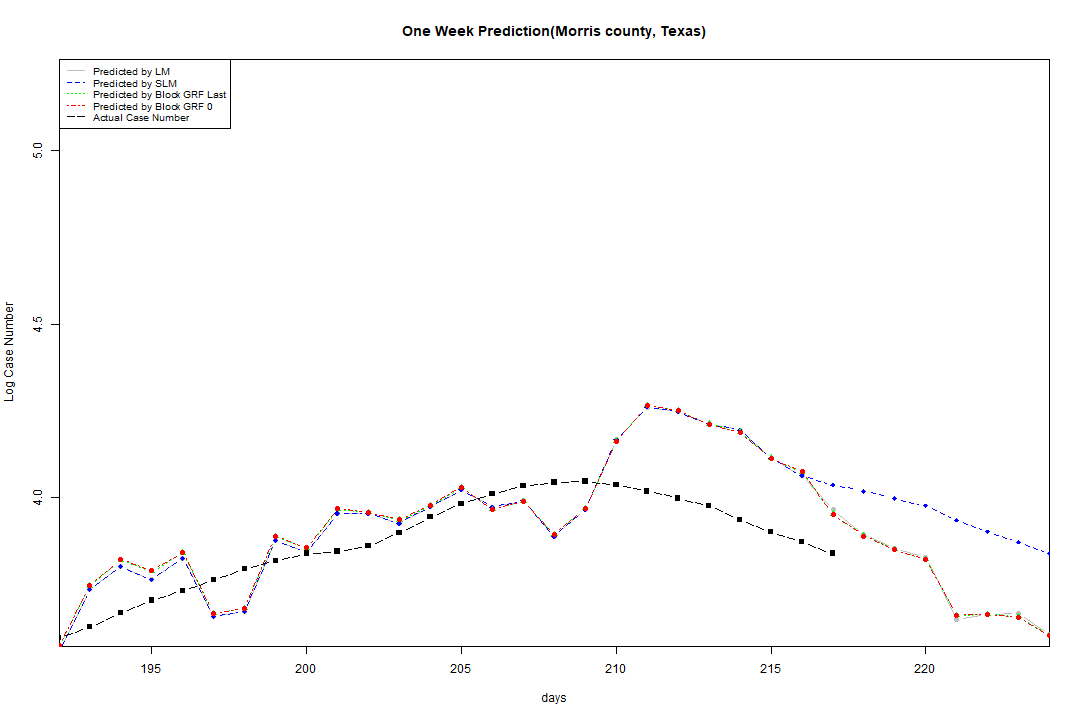 One Week Prediction(Morris county, Texas)
Predicted by LM
Predicted by SLM
Predicted by Block GRF Last
Predicted by Block GRF 0
Actual Case Number
5.0
4.5
4.0
Log Case Number
195
200
205
210
215
220
days